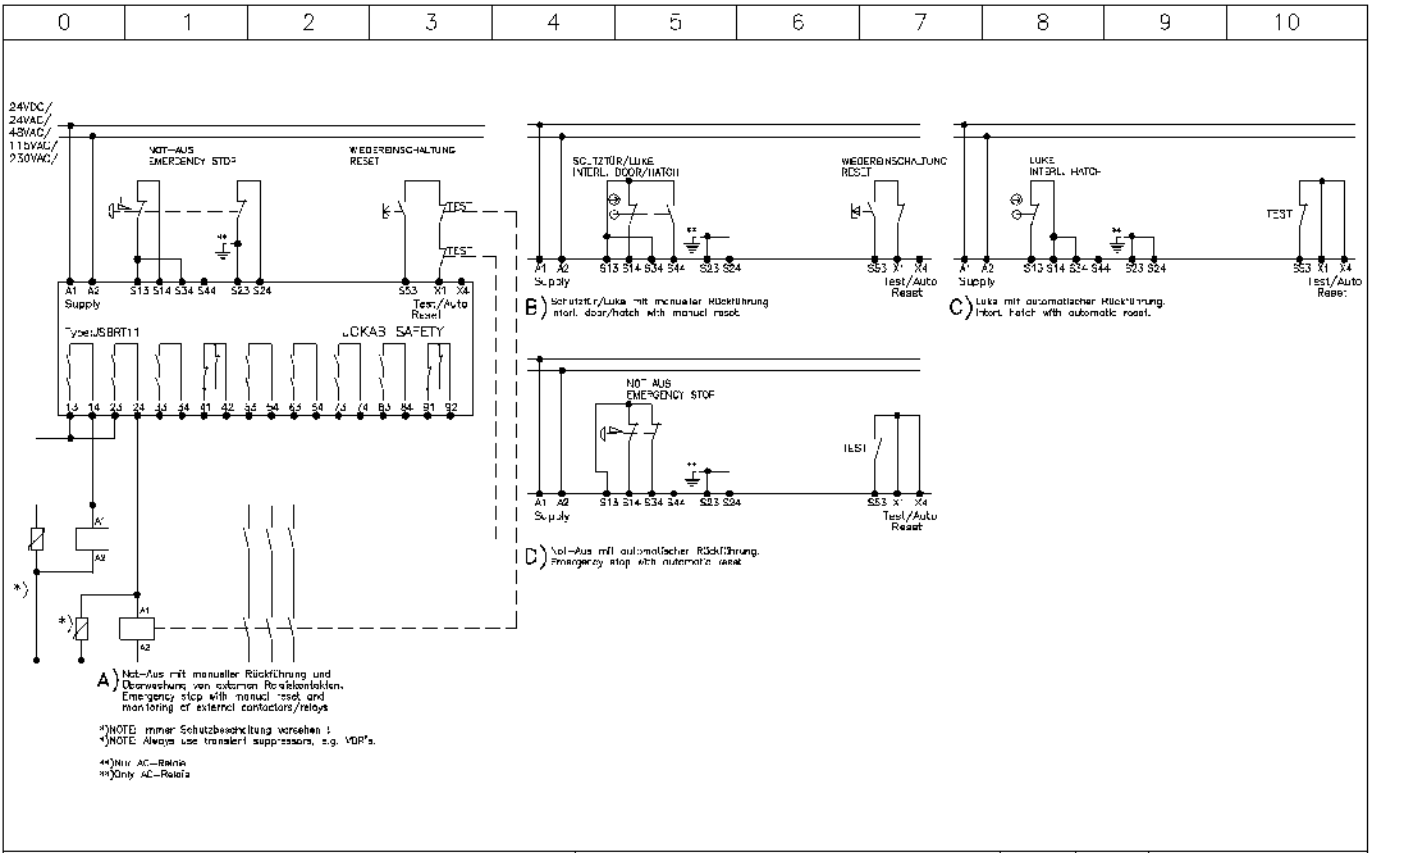 0 1 2 3 4 5 6 7 8 9 10
24VDC/
24VAC/
48VAC/
115VAC/
230VAC/
NOT-AUS
EMERGENCY STOP
WIEDEREINSCHALTUNG
RESET
TEST
TEST
**
A1 A2 S13 S14 S34 S44 S23 S24 S53 X1 X4
Supply
Test/Auto
Reset
Type:JSBRT11
JOKAB SAFETY
13 14 23 24 33 34 41 42 53 54 63 64 73 74 83 84 91 92
A1
A2
*)
*)
A1
A2
A) Not-Aus mit manueller Rückführung und
Überwachung von externen Relaiskontakten.
Emergency stop with manual reset and
monitoring of external contactors/relays
*)NOTE: Immer Schutzbeschaltung vorsehen !
*)NOTE: Always use transient suppressors, e.g. VDR's.
**)Nur AC-Relais
**)Only AC-Relais
SCUTZTÜR/LUKE
INTERL. DOOR/HATCH
WIEDEREINSCHALTUNG
RESET
**
A1 A2 S13 S14 S34 S44 S23 S24 S53 X1 X4
Supply
Test/Auto
Reset
B) Schutztür/Luke mit manueller Rückführung
Interl. door/hatch with manual reset.
LUKE
INTERL. HATCH
TEST
**
A1 A2 S13 S14 S34 S44 S23 S24 S53 X1 X4
Supply
Test/Auto
Reset
C) Luke mit automatischer Rückführung.
Interl. hatch with automatic reset.
NOT AUS
EMERGENCY STOP
TEST
**
A1 A2 S13 S14 S34 S44 S23 S24 S53 X1 X4
Supply
Test/Auto
Reset
D) Not-Aus mit automatischer Rückführung.
Emergency stop with automatic reset